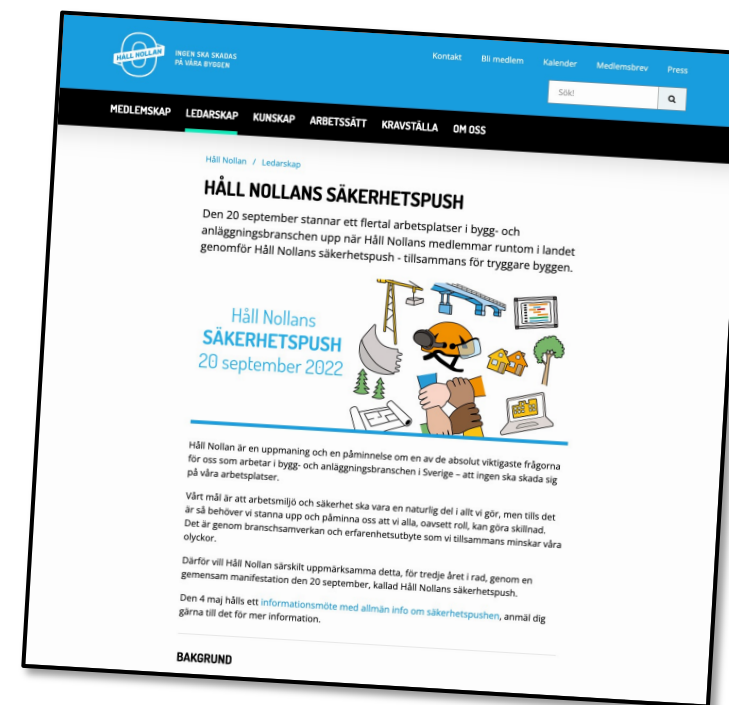 HÅLL NOLLAN
INGEN SKA SKADAS
PÅ VÅRA BYGGEN
Kontakt Bli medlem Kalender Medlemsbrev Press
Sök!
MEDLEMSKAP LEDARSKAP KUNSKAP ARBETSSÄTT KRAVSTÄLLA OM OSS
Håll Nollan / Ledarskap
HÅLL NOLLANS SÄKERHETSPUSH
Den 20 september stannar ett flertal arbetsplatser i bygg- och
anläggningsbranschen upp när Håll Nollans medlemmar runtom i landet
genomför Håll Nollans säkerhetspush - tillsammans för tryggare byggen.
Håll Nollans
SÄKERHETSPUSH
20 september 2022
Håll Nollan är en uppmaning och en påminnelse om en av de absolut viktigaste frågorna
för oss som arbetar i bygg- och anläggningsbranschen i Sverige – att ingen ska skada sig
på våra arbetsplatser.
Vårt mål är att arbetsmiljö och säkerhet ska vara en naturlig del i allt vi gör, men tills det
är så behöver vi stanna upp och påminna oss att vi alla, oavsett roll, kan göra skillnad.
Det är genom branschsamverkan och erfarenhetsutbyte som vi tillsammans minskar våra
olyckor.
Därför vill Håll Nollan särskilt uppmärksamma detta, för tredje året i rad, genom en
gemensam manifestation den 20 september, kallad Håll Nollans säkerhetspush.
Den 4 maj hålls ett informationsmöte med allmän info om säkerhetspushen, anmäl dig
gärna till det för mer information.
BAKGRUND